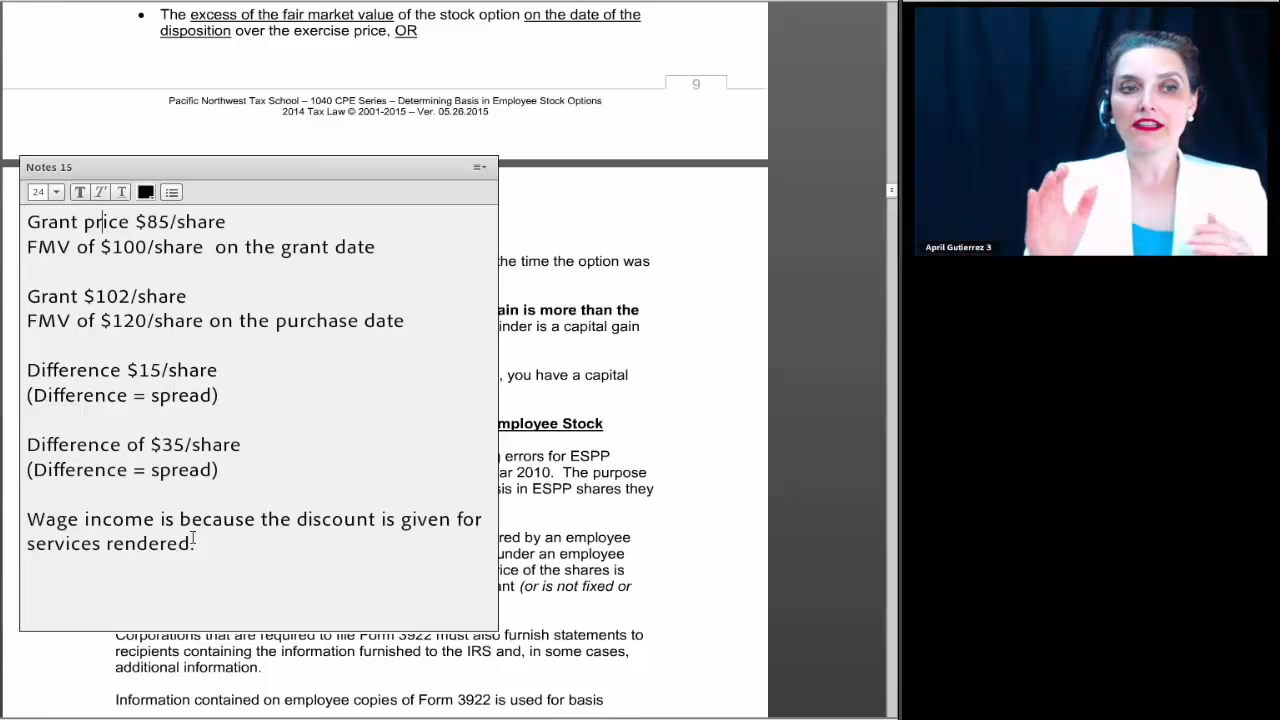 The excess of the fair market value of the stock option on the date of the
disposition over the exercise price, OR
9
Pacific Northwest Tax School – 1040 CPE Series – Determining Basis in Employee Stock Options
2014 Tax Law © 2001-2015 – Ver. 05.26.2015
April Gutierrez 3
Notes 15
24
Grant price $85/share
FMV of $100/share on the grant date
Grant $102/share
FMV of $120/share on the purchase date
Difference $15/share
(Difference = spread)
Difference of $35/share
(Difference = spread)
Wage income is because the discount is given for
services rendered.
the time the option was
ain is more than the
inder is a capital gain
, you have a capital
mployee Stock
errors for ESPP
ar 2010. The purpose
sis in ESPP shares they
red by an employee
under an employee
rice of the shares is
nt (or is not fixed or
Corporations that are required to file Form 3922 must also furnish statements to
recipients containing the information furnished to the IRS and, in some cases,
additional information.
Information contained on employee copies of Form 3922 is used for basis